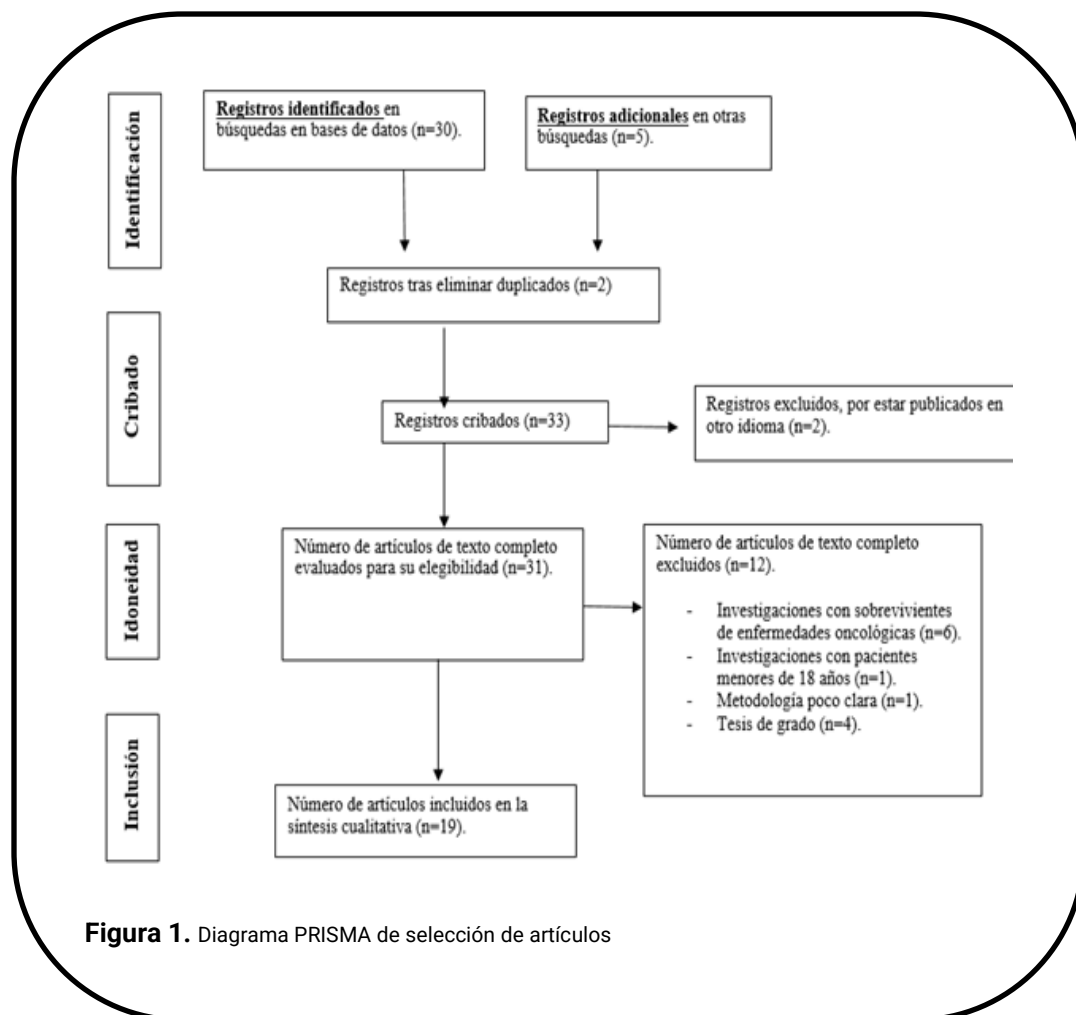 Identificación
Registros identificados en
búsquedas en bases de datos (n=30).
Registros adicionales en otras
búsquedas (n=5).
Registros tras eliminar duplicados (n=2)
Cribado
Registros cribados (n=33)
Registros excluidos, por estar publicados en
otro idioma (n=2).
Idoneidad
Número de artículos de texto completo
evaluados para su elegibilidad (n=31).
Número de artículos de texto completo
excluidos (n=12).
- Investigaciones con sobrevivientes
de enfermedades oncológicas (n=6).
- Investigaciones con pacientes
menores de 18 años (n=1).
- Metodología poco clara (n=1).
- Tesis de grado (n=4).
Inclusión
Número de artículos incluidos en la
síntesis cualitativa (n=19).
Figura 1. Diagrama PRISMA de selección de artículos